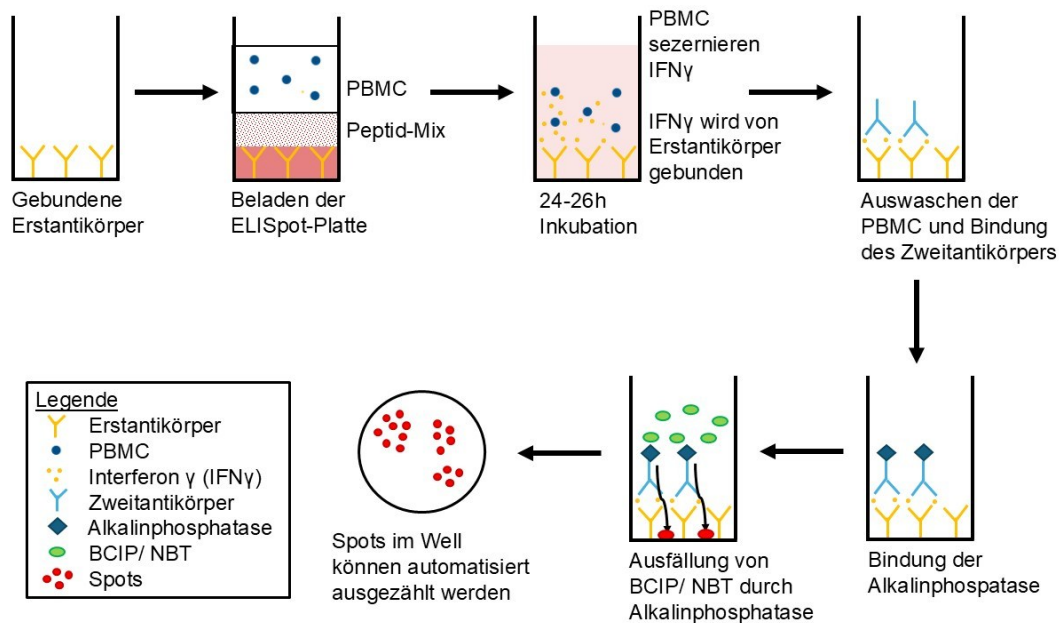 Gebundene
Erstantikörper
PBMC
Peptid-Mix
Beladen der
ELISpot-Platte
PBMC
sezernieren
IFNγ
IFNγ wird von
Erstantikörper
gebunden
24-26h
Inkubation
Auswaschen der
PBMC und Bindung
des Zweitantikörpers
Bindung der
Alkalinphospatase
Ausfällung von
BCIP/ NBT durch
Alkalinphosphatase
Spots im Well
können automatisiert
ausgezählt werden
Legende
Erstantikörper
PBMC
Interferon γ (IFNγ)
Zweitantikörper
Alkalinphosphatase
BCIP/ NBT
Spots